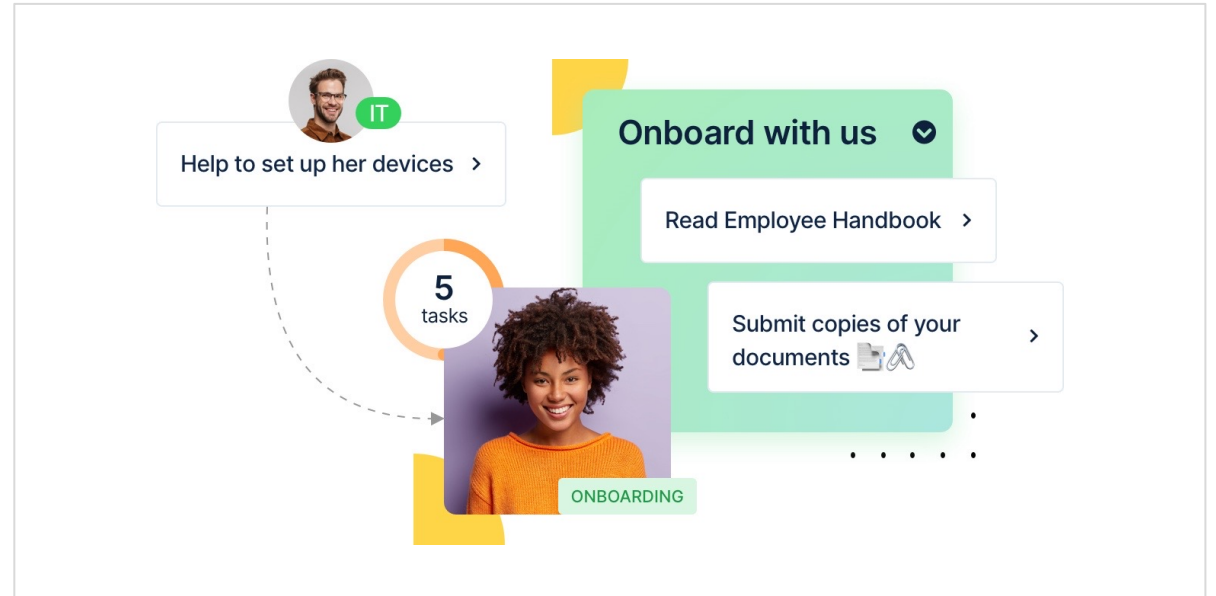 IT
Help to set up her devices
5
tasks
Onboard with us
Read Employee Handbook
Submit copies of your
documents
ONBOARDING